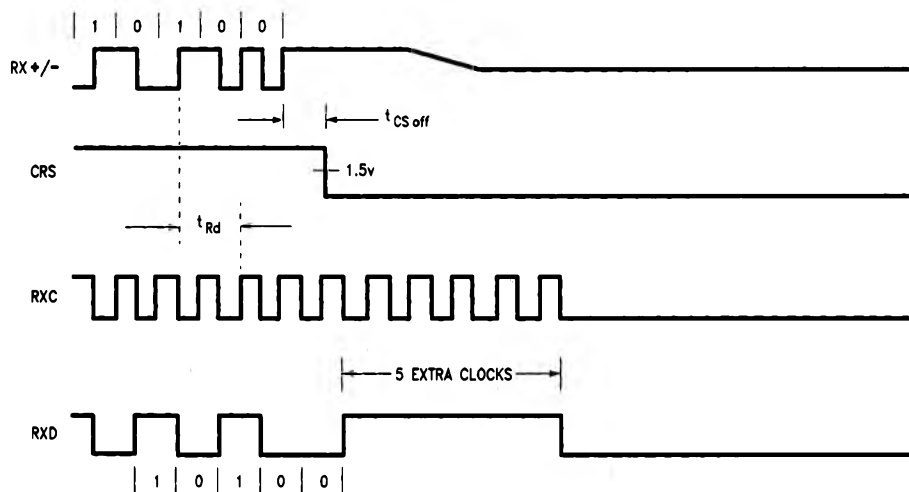 1 0 1 0 0
RX +/-
t CS off
CRS
1.5v
t Rd
RXC
5 EXTRA CLOCKS
RXD
1 0 1 0 0